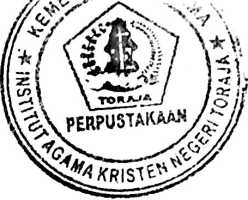 TORAJA
PERPUSTAKAAN
INSTITUT AGAMA KRISTEN NEGERI TORAJA